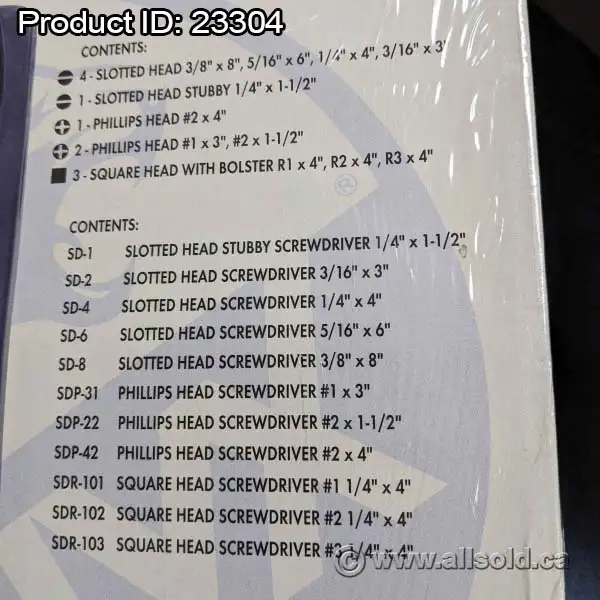 Product ID: 23304
CONTENTS:
4 - SLOTTED HEAD 3/8" x 8", 5/16" x 6", 1/4" x 4", 3/16" x 3"
1 - SLOTTED HEAD STUBBY 1/4" x 1-1/2"
1 - PHILLIPS HEAD #2 x 4"
2 - PHILLIPS HEAD #1 x 3", #2 x 1-1/2"
3 - SQUARE HEAD WITH BOLSTER R1 x 4", R2 x 4", R3 x 4"
CONTENTS:
SD-1 SLOTTED HEAD STUBBY SCREWDRIVER 1/4" x 1-1/2"
SD-2 SLOTTED HEAD SCREWDRIVER 3/16" x 3"
SD-4 SLOTTED HEAD SCREWDRIVER 1/4" x 4"
SD-6 SLOTTED HEAD SCREWDRIVER 5/16" x 6"
SD-8 SLOTTED HEAD SCREWDRIVER 3/8" x 8"
SDP-31 PHILLIPS HEAD SCREWDRIVER #1 x 3"
SDP-22 PHILLIPS HEAD SCREWDRIVER #2 x 1-1/2"
SDP-42 PHILLIPS HEAD SCREWDRIVER #2 x 4"
SDR-101 SQUARE HEAD SCREWDRIVER #1 1/4" x 4"
SDR-102 SQUARE HEAD SCREWDRIVER #2 1/4" x 4"
SDR-103 SQUARE HEAD SCREWDRIVER #3 1/4" x 4"
www.allsold.ca